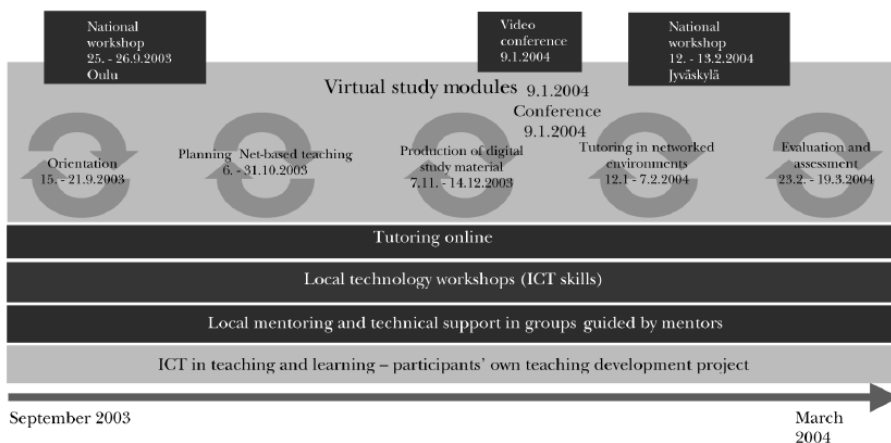 National
workshop
25. - 26.9.2003
Oulu
Video
conference
9.1.2004
National
workshop
12. - 13.2.2004
Jyväskylä
Virtual study modules
9.1.2004
Conference
9.1.2004
Orientation
15. - 21.9.2003
Planning Net-based teaching
6. - 31.10.2003
Production of digital
study material
7.11. - 14.12.2003
Tutoring in networked
environments
12.1 - 7.2.2004
Evaluation and
assessment
23.2. - 19.3.2004
Tutoring online
Local technology workshops (ICT skills)
Local mentoring and technical support in groups guided by mentors
ICT in teaching and learning – participants’ own teaching development project
September 2003
March
2004